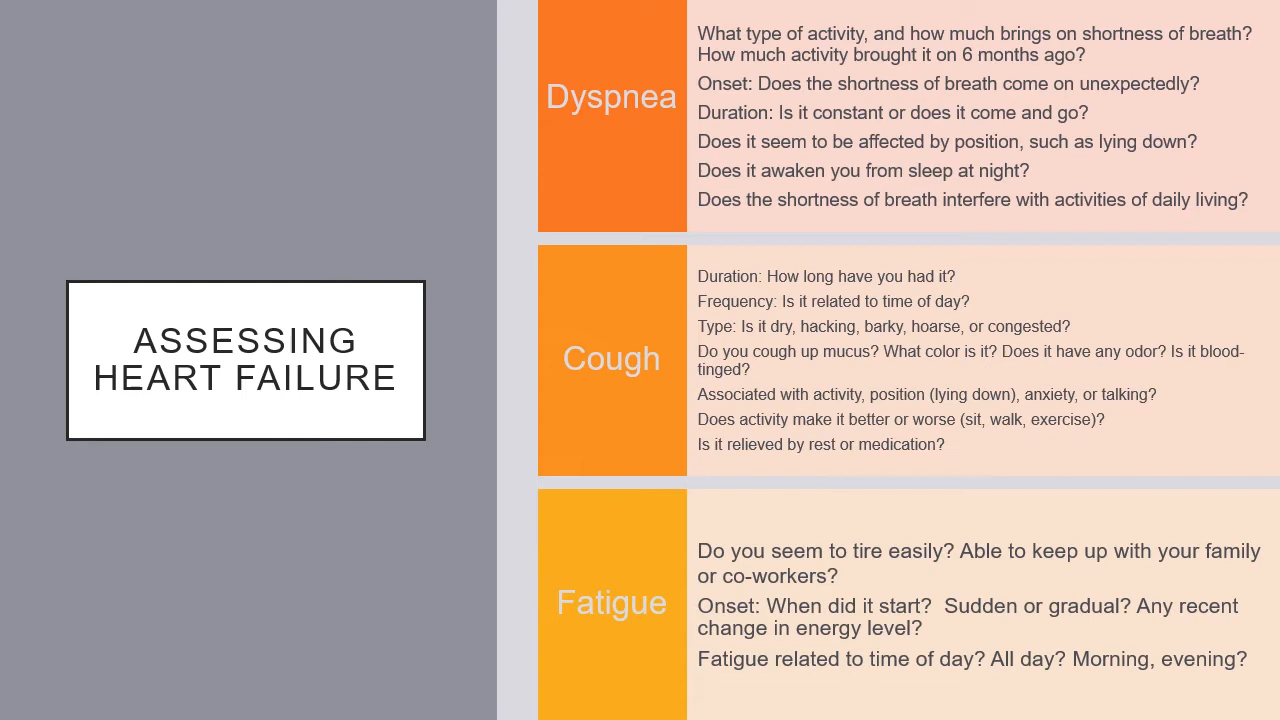 ASSESSING
HEART FAILURE
Dyspnea
What type of activity, and how much brings on shortness of breath?
How much activity brought it on 6 months ago?
Onset: Does the shortness of breath come on unexpectedly?
Duration: Is it constant or does it come and go?
Does it seem to be affected by position, such as lying down?
Does it awaken you from sleep at night?
Does the shortness of breath interfere with activities of daily living?
Cough
Duration: How long have you had it?
Frequency: Is it related to time of day?
Type: Is it dry, hacking, barky, hoarse, or congested?
Do you cough up mucus? What color is it? Does it have any odor? Is it blood-
tinged?
Associated with activity, position (lying down), anxiety, or talking?
Does activity make it better or worse (sit, walk, exercise)?
Is it relieved by rest or medication?
Fatigue
Do you seem to tire easily? Able to keep up with your family
or co-workers?
Onset: When did it start?  Sudden or gradual? Any recent
change in energy level?
Fatigue related to time of day? All day? Morning, evening?